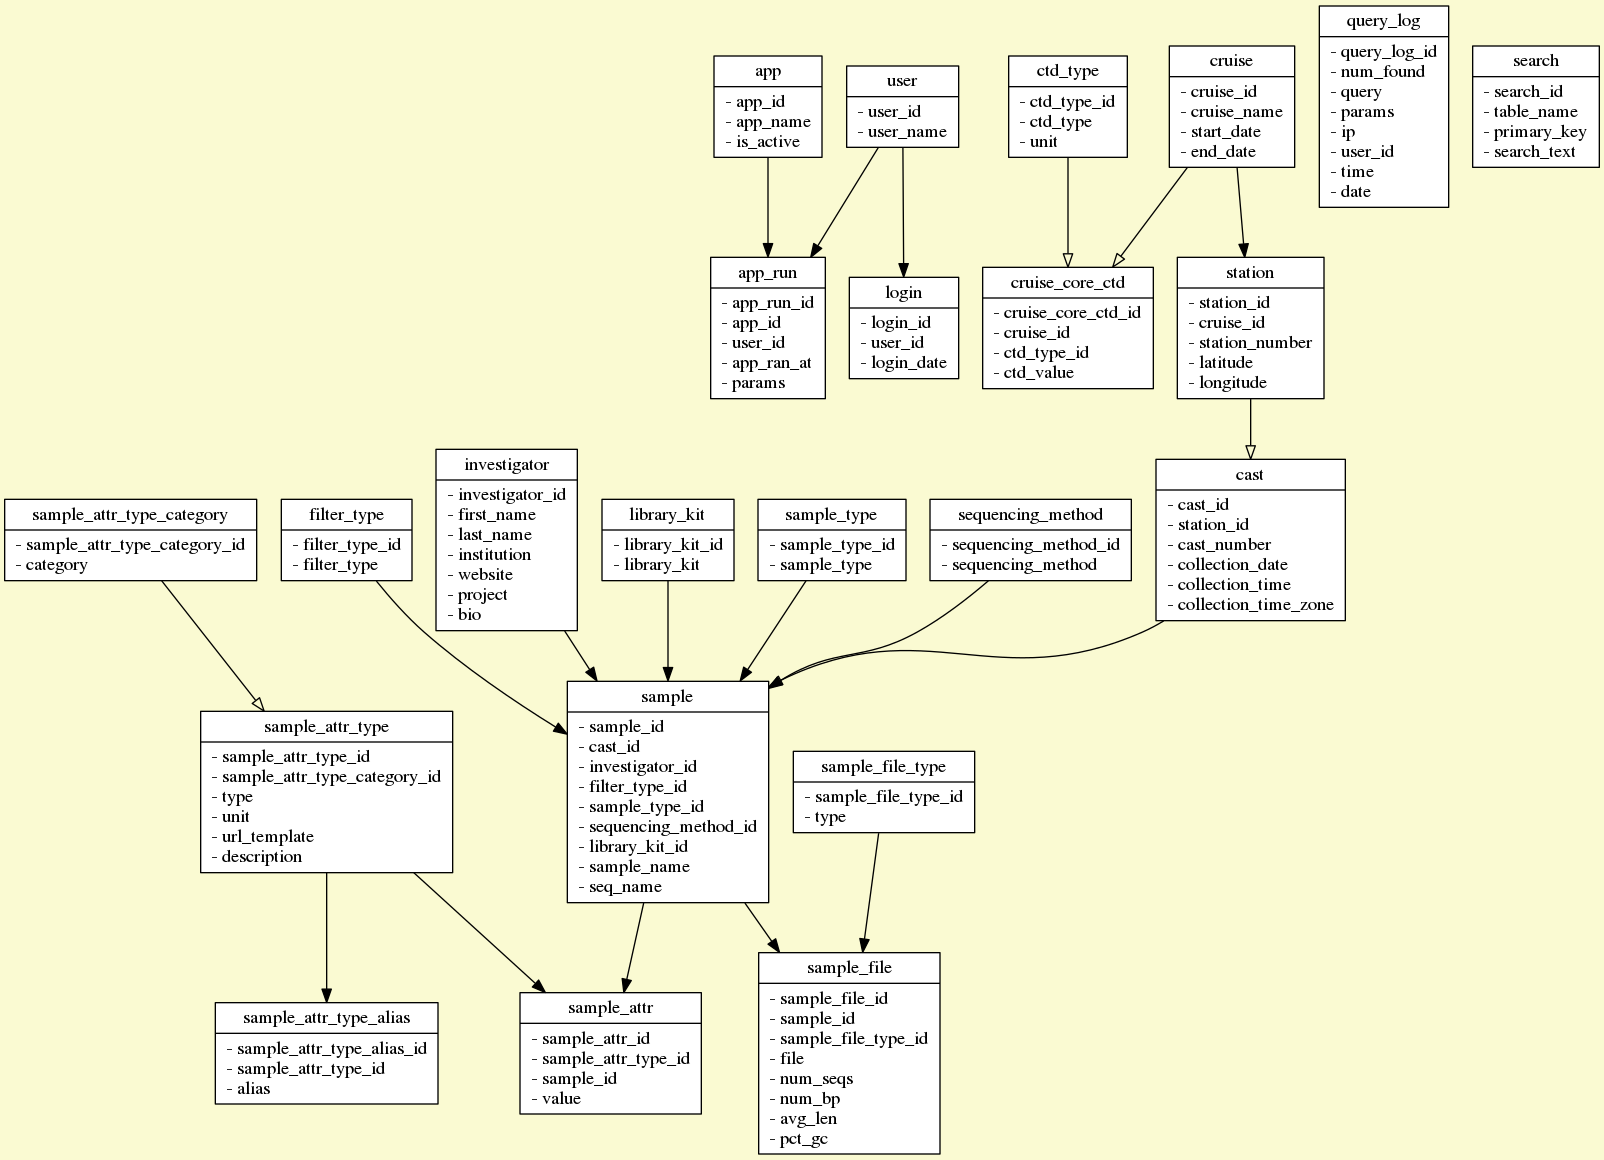 query_log
- query_log_id
- num_found
- query
- params
- ip
- user_id
- time
- date
search
- search_id
- table_name
- primary_key
- search_text
cruise
- cruise_id
- cruise_name
- start_date
- end_date
app
- app_id
- app_name
- is_active
user
- user_id
- user_name
ctd_type
- ctd_type_id
- ctd_type
- unit
app_run
- app_run_id
- app_id
- user_id
- app_ran_at
- params
login
- login_id
- user_id
- login_date
cruise_core_ctd
- cruise_core_ctd_id
- cruise_id
- ctd_type_id
- ctd_value
station
- station_id
- cruise_id
- station_number
- latitude
- longitude
sample_attr_type_category
- sample_attr_type_category_id
- category
filter_type
- filter_type_id
- filter_type
investigator
- investigator_id
- first_name
- last_name
- institution
- website
- project
- bio
library_kit
- library_kit_id
- library_kit
sample_type
- sample_type_id
- sample_type
sequencing_method
- sequencing_method_id
- sequencing_method
cast
- cast_id
- station_id
- cast_number
- collection_date
- collection_time
- collection_time_zone
sample_attr_type
- sample_attr_type_id
- sample_attr_type_category_id
- type
- unit
- url_template
- description
sample
- sample_id
- cast_id
- investigator_id
- filter_type_id
- sample_type_id
- sequencing_method_id
- library_kit_id
- sample_name
- seq_name
sample_file_type
- sample_file_type_id
- type
sample_attr_type_alias
- sample_attr_type_alias_id
- sample_attr_type_id
- alias
sample_attr
- sample_attr_id
- sample_attr_type_id
- sample_id
- value
sample_file
- sample_file_id
- sample_id
- sample_file_type_id
- file
- num_seqs
- num_bp
- avg_len
- pct_gc